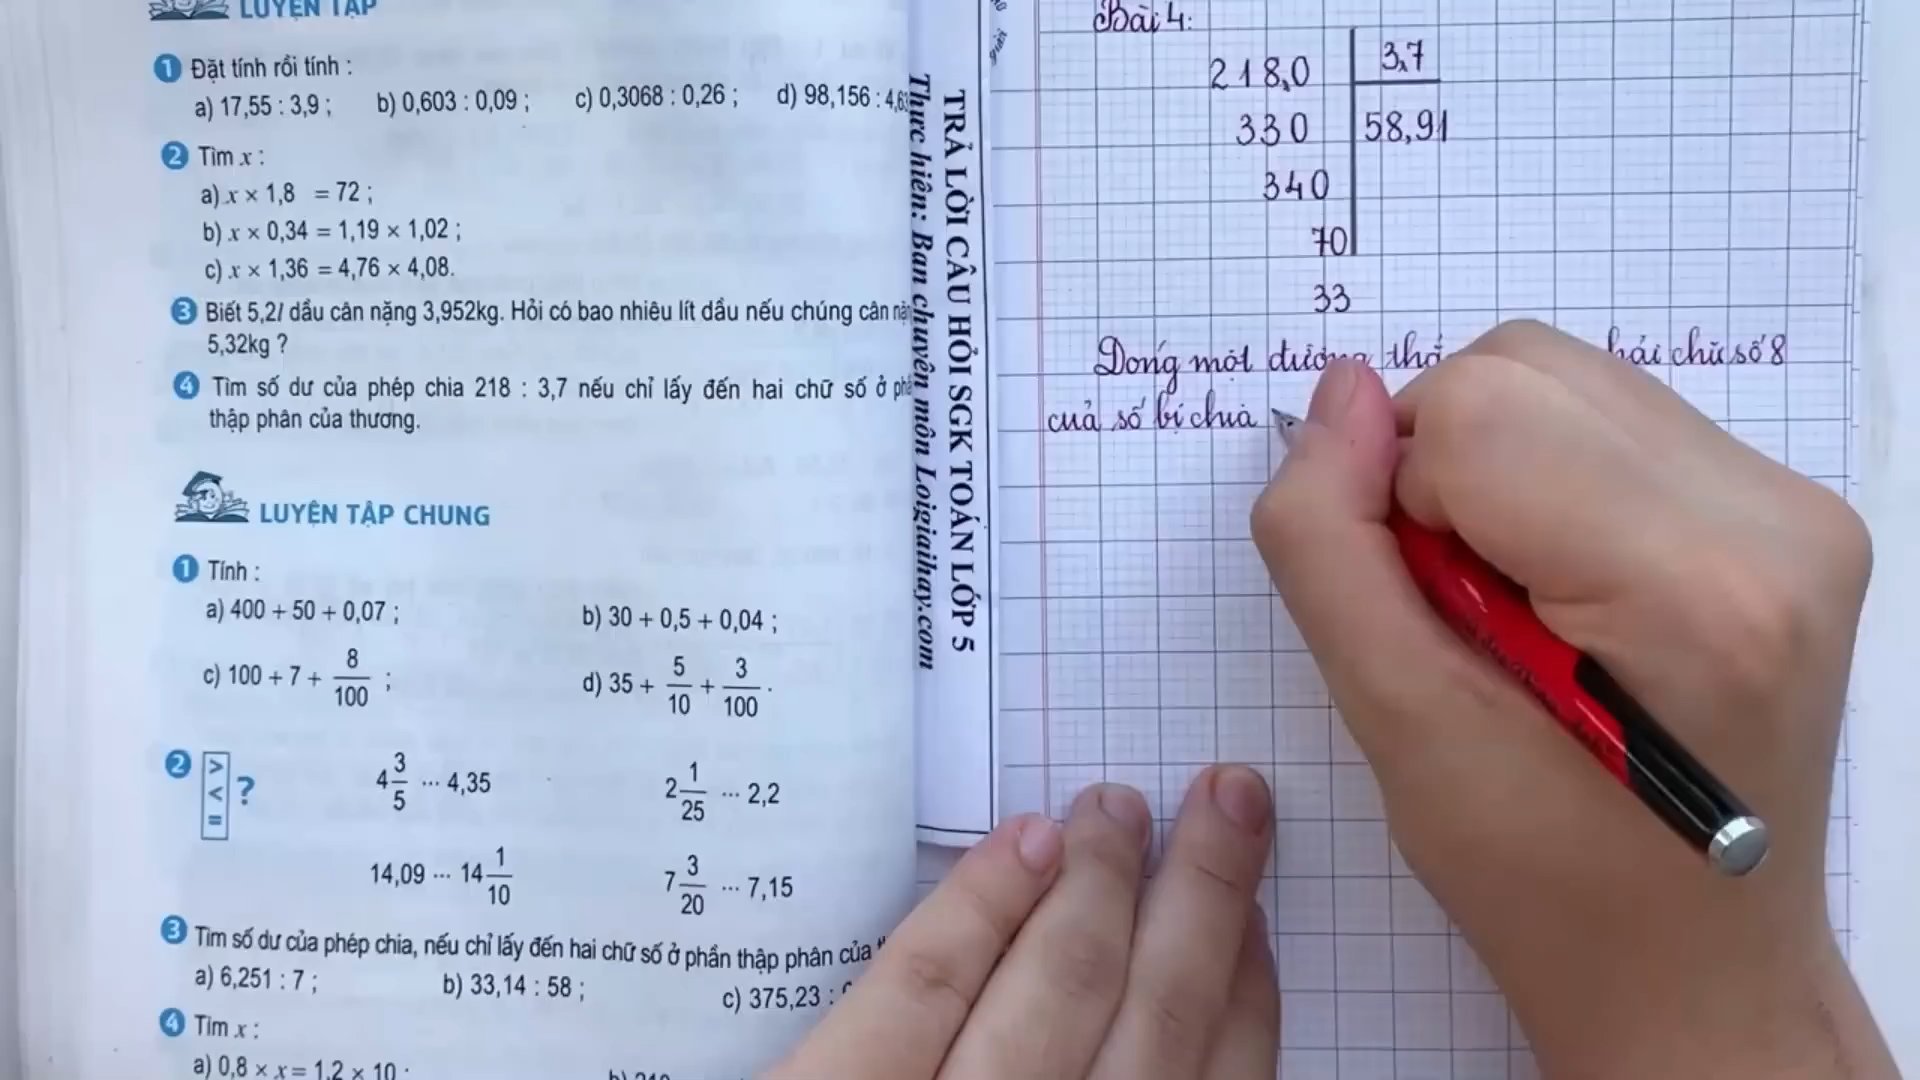 LUYỆN TẬP
1 Đặt tính rồi tính :
a) 17,55 : 3,9 ; b) 0,603 : 0,09 ; c) 0,3068 : 0,26 ; d) 98,156 : 4,63
2 Tìm x :
a) x × 1,8 = 72 ;
b) x × 0,34 = 1,19 × 1,02 ;
c) x × 1,36 = 4,76 × 4,08.
3 Biết 5,2l dầu cân nặng 3,952kg. Hỏi có bao nhiêu lít dầu nếu chúng cân
5,32kg ?
4 Tìm số dư của phép chia 218 : 3,7 nếu chỉ lấy đến hai chữ số ở
thập phân của thương.
LUYỆN TẬP CHUNG
1 Tính :
a) 400 + 50 + 0,07 ; b) 30 + 0,5 + 0,04 ;
c) 100 + 7 + 8/100 ; d) 35 + 5/10 + 3/100 .
2 > < = ? 4 3/5 ... 4,35 2 1/25 ... 2,2
14,09 ... 14 1/10 7 3/20 ... 7,15
3 Tìm số dư của phép chia, nếu chỉ lấy đến hai chữ số ở phần thập phân của
a) 6,251 : 7 ; b) 33,14 : 58 ; c) 375,23 :
4 Tìm x :
a) 0,8 × x = 1,2 × 10 ;
TRẢ LỜI CÂU HỎI SGK TOÁN LỚP 5
Thực hiện: Ban chuyên môn Loigiaihay.com
Bài 4:
218,0 3,7
330 58,91
340
70
33
Dóng một đường chữ số 8
của số bị chia